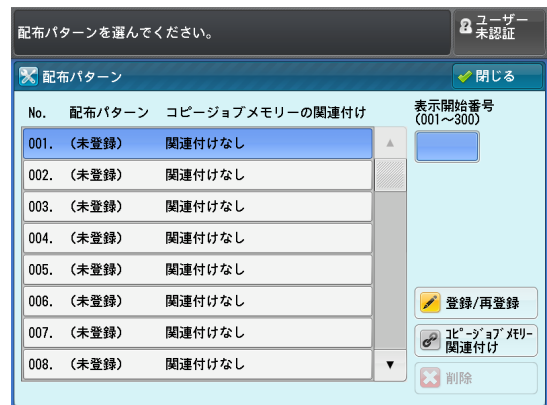 配布パターンを選んでください。
ユーザー
未認証
配布パターン
閉じる
No. 配布パターン コピージョブメモリーの関連付け
表示開始番号
(001～300)
001. (未登録) 関連付けなし
002. (未登録) 関連付けなし
003. (未登録) 関連付けなし
004. (未登録) 関連付けなし
005. (未登録) 関連付けなし
006. (未登録) 関連付けなし
007. (未登録) 関連付けなし
008. (未登録) 関連付けなし
登録/再登録
ｺﾋﾟｰｼﾞｮﾌﾞﾒﾓﾘｰ
関連付け
削除